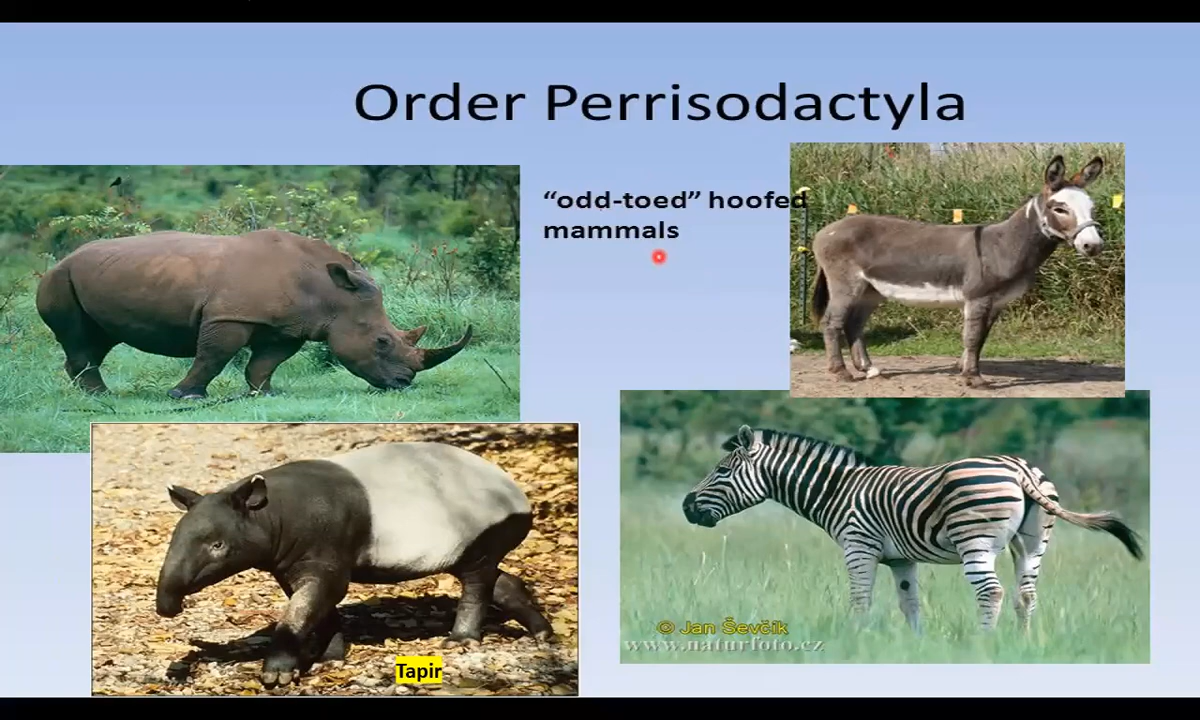 Order Perrisodactyla
“odd-toed” hoofed
mammals
Tapir
© Jan Ševčík
www.naturfoto.cz